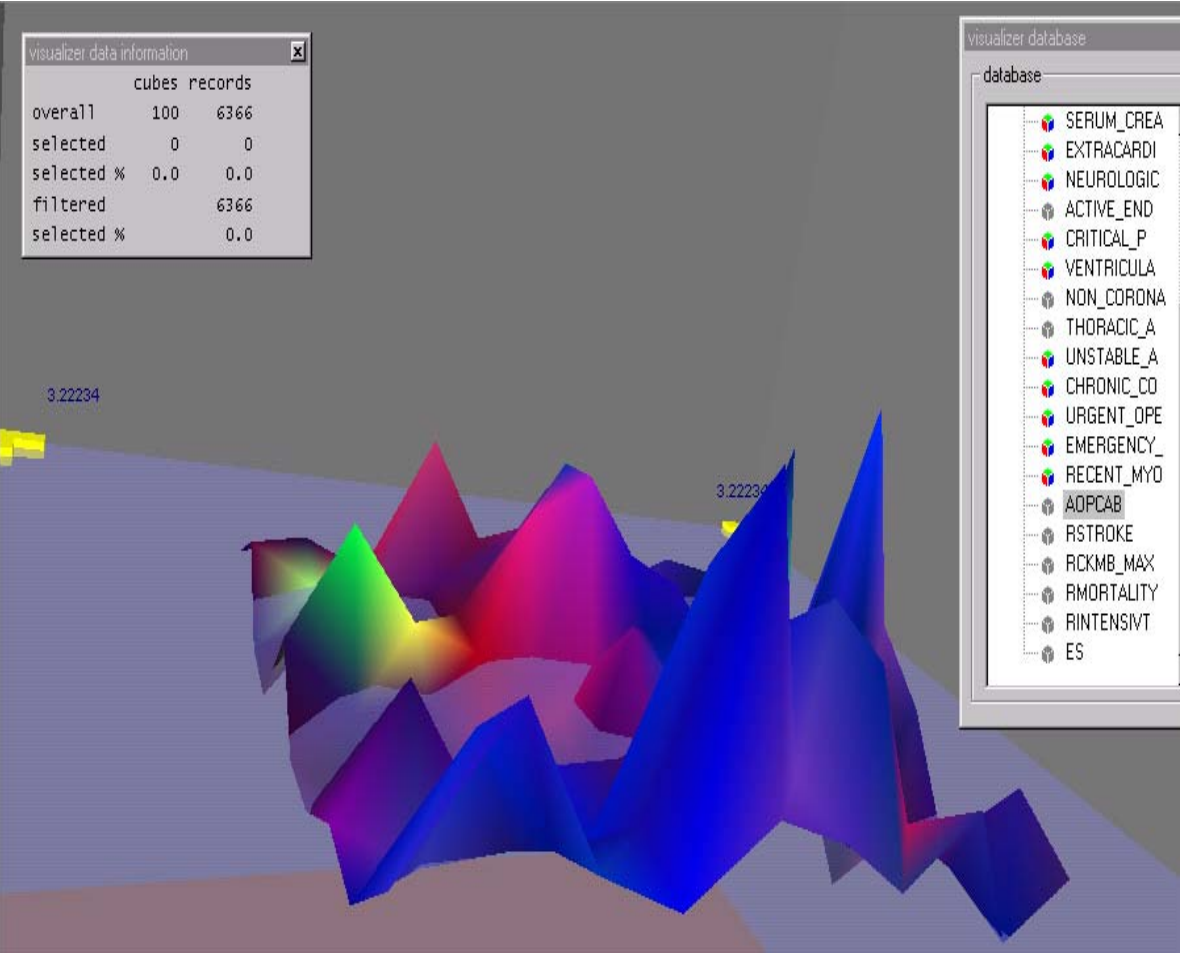 visualizer data information
cubes records
overall 100 6366
selected 0 0
selected % 0.0 0.0
filtered 6366
selected % 0.0
visualizer database
database
SERUM_CREA
EXTRACARDI
NEUROLOGIC
ACTIVE_END
CRITICAL_P
VENTRICULA
NON_CORONA
THORACIC_A
UNSTABLE_A
CHRONIC_CO
URGENT_OPE
EMERGENCY_
RECENT_MYO
AOPCAB
RSTROKE
RCKMB_MAX
RMORTALITY
RINTENSIVT
ES
3.22234
3.22234